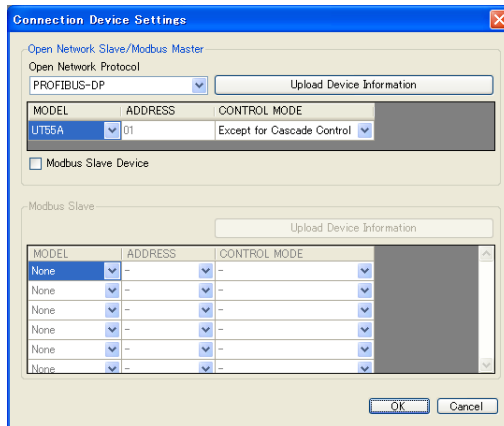 Connection Device Settings
Open Network Slave/Modbus Master
Open Network Protocol
PROFIBUS-DP
Upload Device Information
MODEL ADDRESS CONTROL MODE
UT55A 01 Except for Cascade Control
Modbus Slave Device
Modbus Slave
Upload Device Information
MODEL ADDRESS CONTROL MODE
None - -
None - -
None - -
None - -
None - -
None - -
OK Cancel